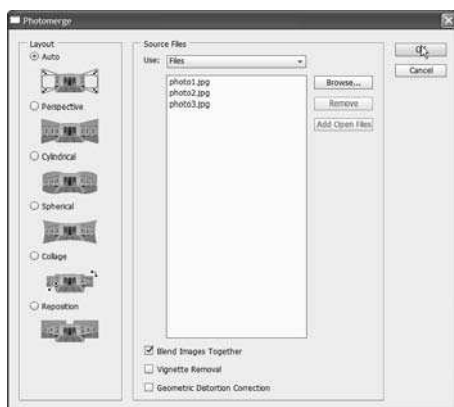 Photomerge
Layout
Auto
Perspective
Cylindrical
Spherical
Collage
Reposition
Source Files
Use: Files
photo1.jpg
photo2.jpg
photo3.jpg
Browse...
Remove
Add Open Files
Blend Images Together
Vignette Removal
Geometric Distortion Correction
OK
Cancel